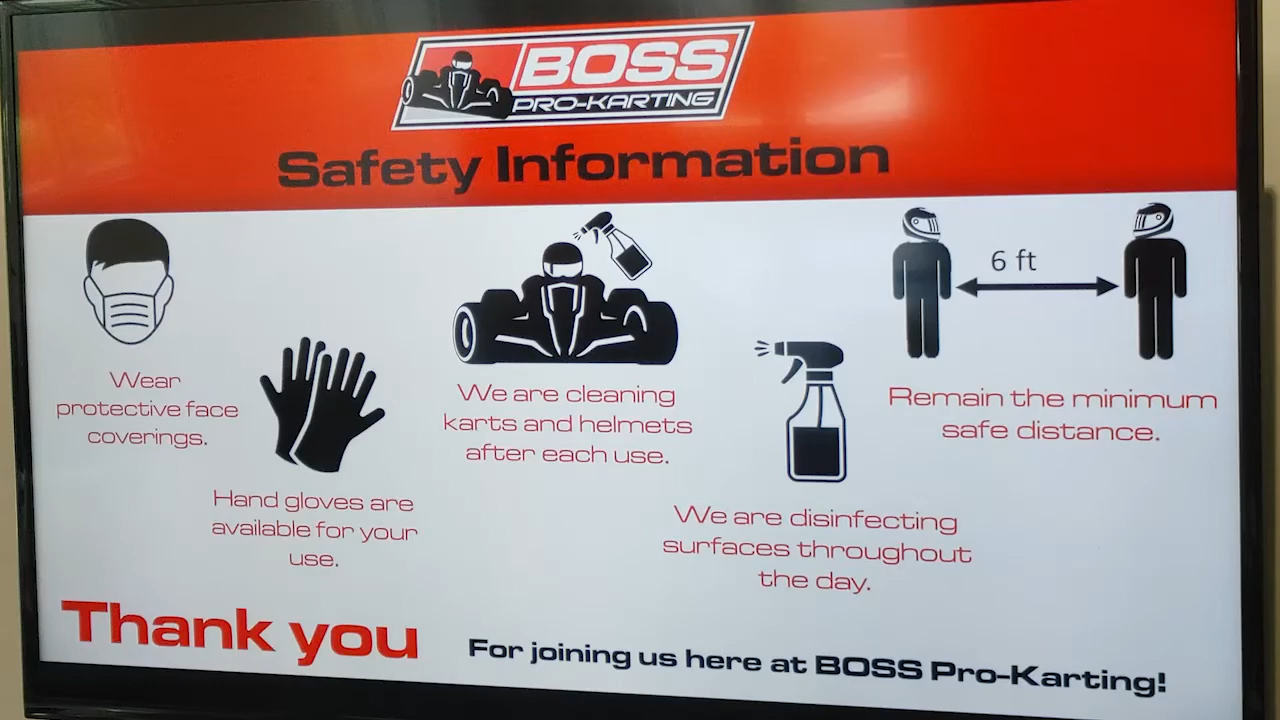 BOSS
PRO-KARTING
Safety Information
Wear
protective face
coverings.
Hand gloves are
available for your
use.
We are cleaning
karts and helmets
after each use.
We are disinfecting
surfaces throughout
the day.
6 ft
Remain the minimum
safe distance.
Thank you
For joining us here at BOSS Pro-Karting!